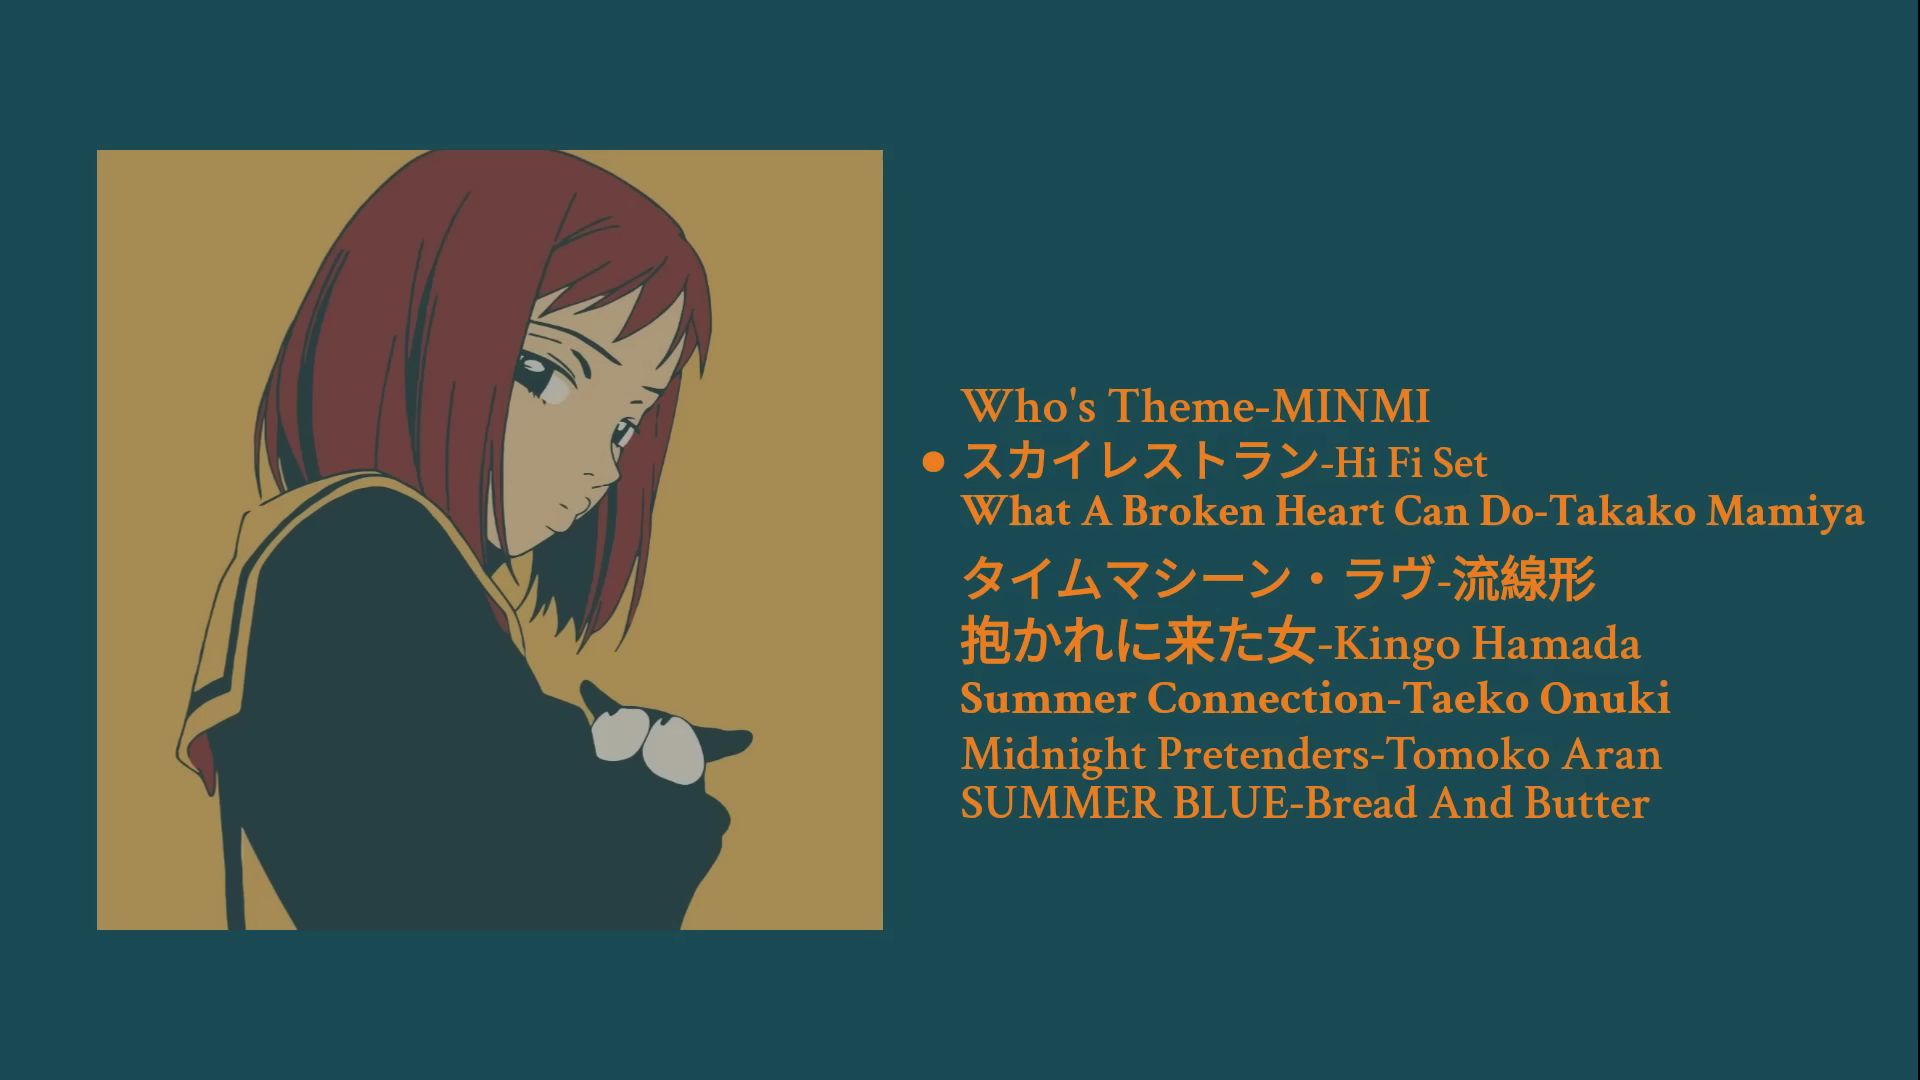 Who's Theme-MINMI
スカイレストラン-Hi Fi Set
What A Broken Heart Can Do-Takako Mamiya
タイムマシーン・ラヴ-流線形
抱かれに来た女-Kingo Hamada
Summer Connection-Taeko Onuki
Midnight Pretenders-Tomoko Aran
SUMMER BLUE-Bread And Butter